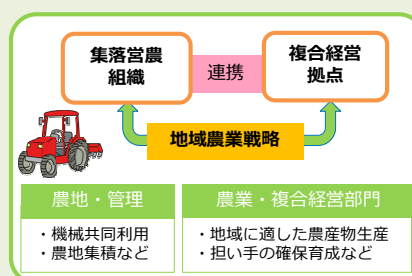 集落営農
組織
連携
複合経営
拠点
地域農業戦略
農地・管理
・機械共同利用
・農地集積など
農業・複合経営部門
・地域に適した農産物生産
・担い手の確保育成など